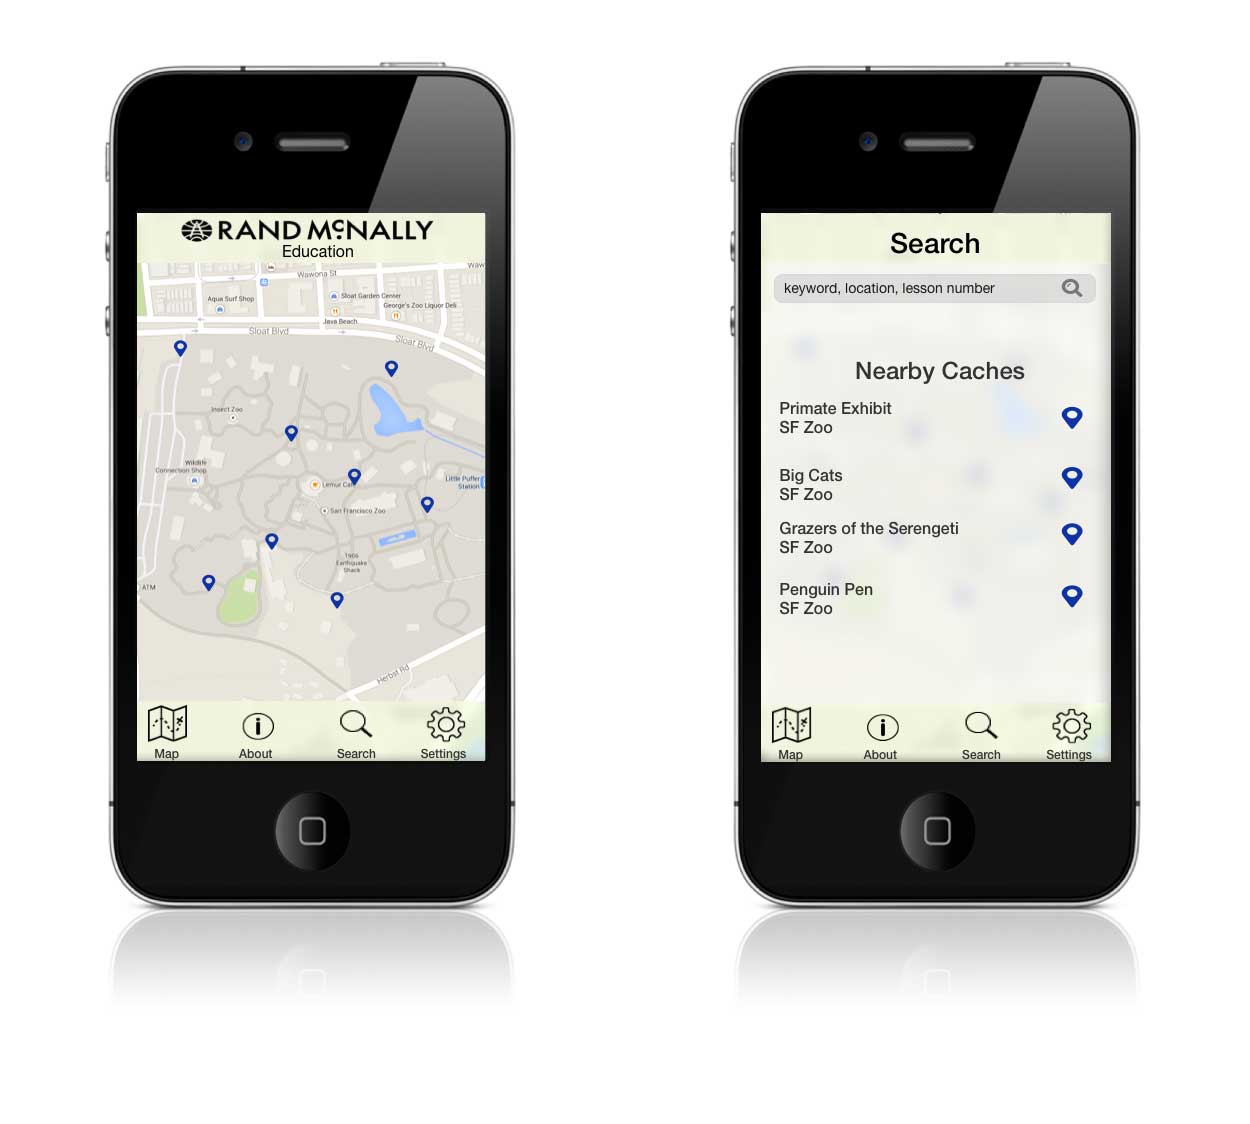 RAND McNALLY
Education
Wawona St
Waw
Aqua Surf Shop
Sloat Garden Center
George's Zoo Liquor Deli
Java Beach
Sloat Blvd
Sloat Blvd
Insect Zoo
Wildlife
Connection Shop
Lemur Cafe
Little Puffer
Station
San Francisco Zoo
1906
Earthquake
Shack
ATM
Herbst Rd
Map
About
Search
Settings
Search
keyword, location, lesson number
Nearby Caches
Primate Exhibit
SF Zoo
Big Cats
SF Zoo
Grazers of the Serengeti
SF Zoo
Penguin Pen
SF Zoo
Map
About
Search
Settings